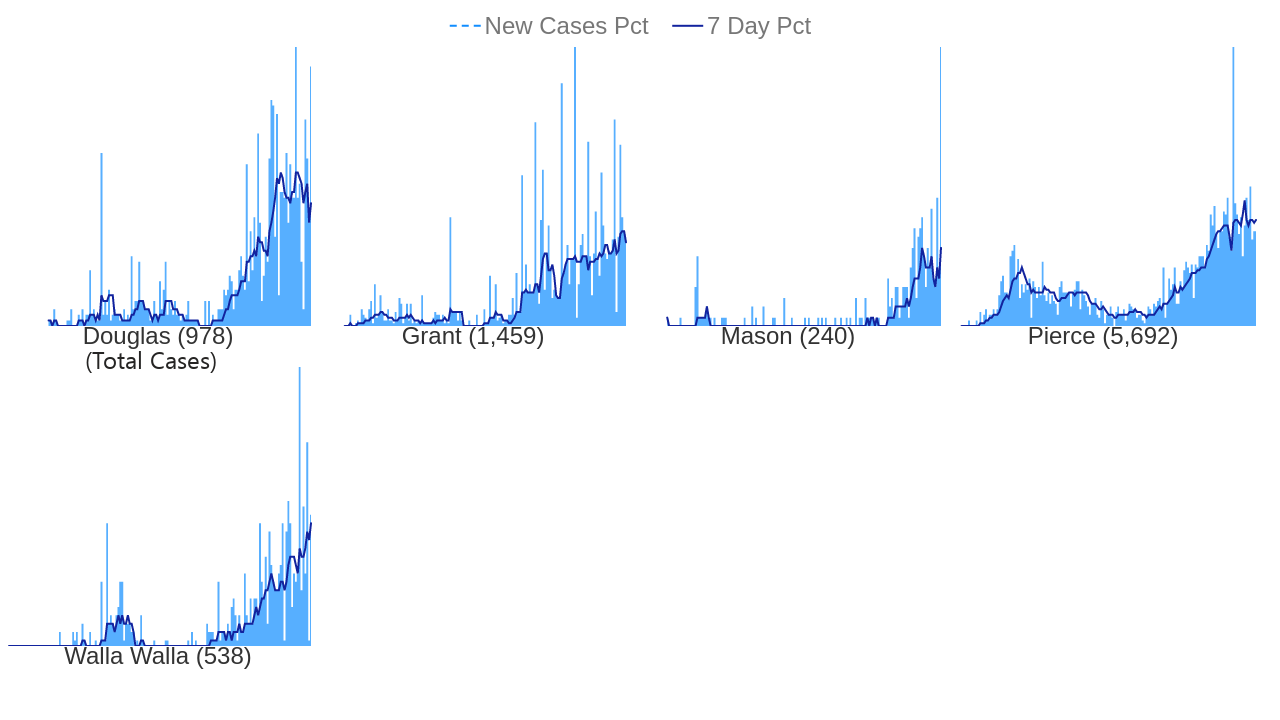 New Cases Pct 7 Day Pct
Douglas (978) Grant (1,459) Mason (240) Pierce (5,692)
(Total Cases)
Walla Walla (538)